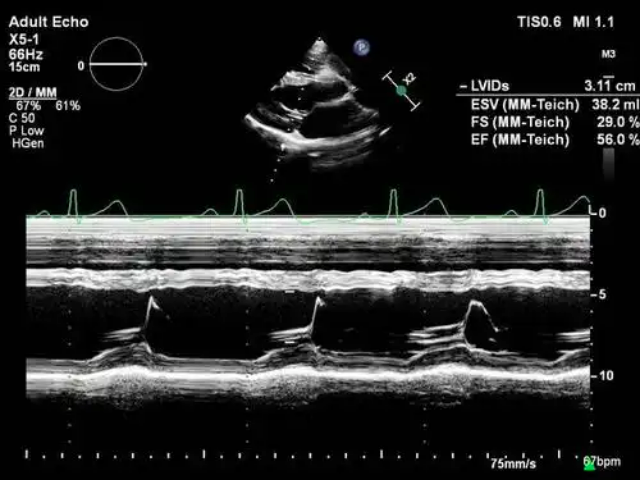 Adult Echo
X5-1
66Hz
15cm
0
2D / MM
67% 61%
C 50
P Low
HGen
P
x2
TIS0.6 MI 1.1
M3
LVIDs 3.11 cm
ESV (MM-Teich) 38.2 ml
FS (MM-Teich) 29.0 %
EF (MM-Teich) 56.0 %
0
5
10
75mm/s
67bpm